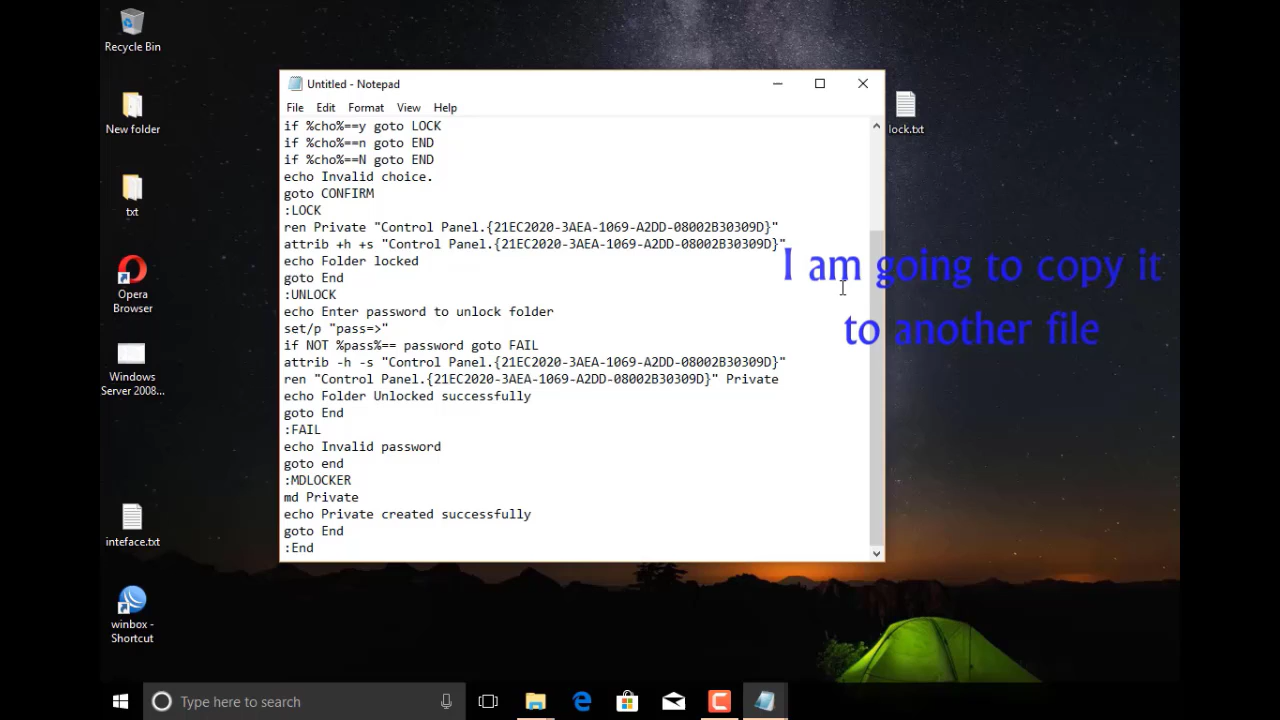 Recycle Bin
New folder
txt
Opera
Browser
Windows
Server 2008...
inteface.txt
winbox -
Shortcut
lock.txt
Untitled - Notepad
File Edit Format View Help
if %cho%==y goto LOCK
if %cho%==n goto END
if %cho%==N goto END
echo Invalid choice.
goto CONFIRM
:LOCK
ren Private "Control Panel.{21EC2020-3AEA-1069-A2DD-08002B30309D}"
attrib +h +s "Control Panel.{21EC2020-3AEA-1069-A2DD-08002B30309D}"
echo Folder locked
goto End
:UNLOCK
echo Enter password to unlock folder
set/p "pass=>"
if NOT %pass%== password goto FAIL
attrib -h -s "Control Panel.{21EC2020-3AEA-1069-A2DD-08002B30309D}"
ren "Control Panel.{21EC2020-3AEA-1069-A2DD-08002B30309D}" Private
echo Folder Unlocked successfully
goto End
:FAIL
echo Invalid password
goto end
:MDLOCKER
md Private
echo Private created successfully
goto End
:End
I am going to copy it
to another file
Type here to search